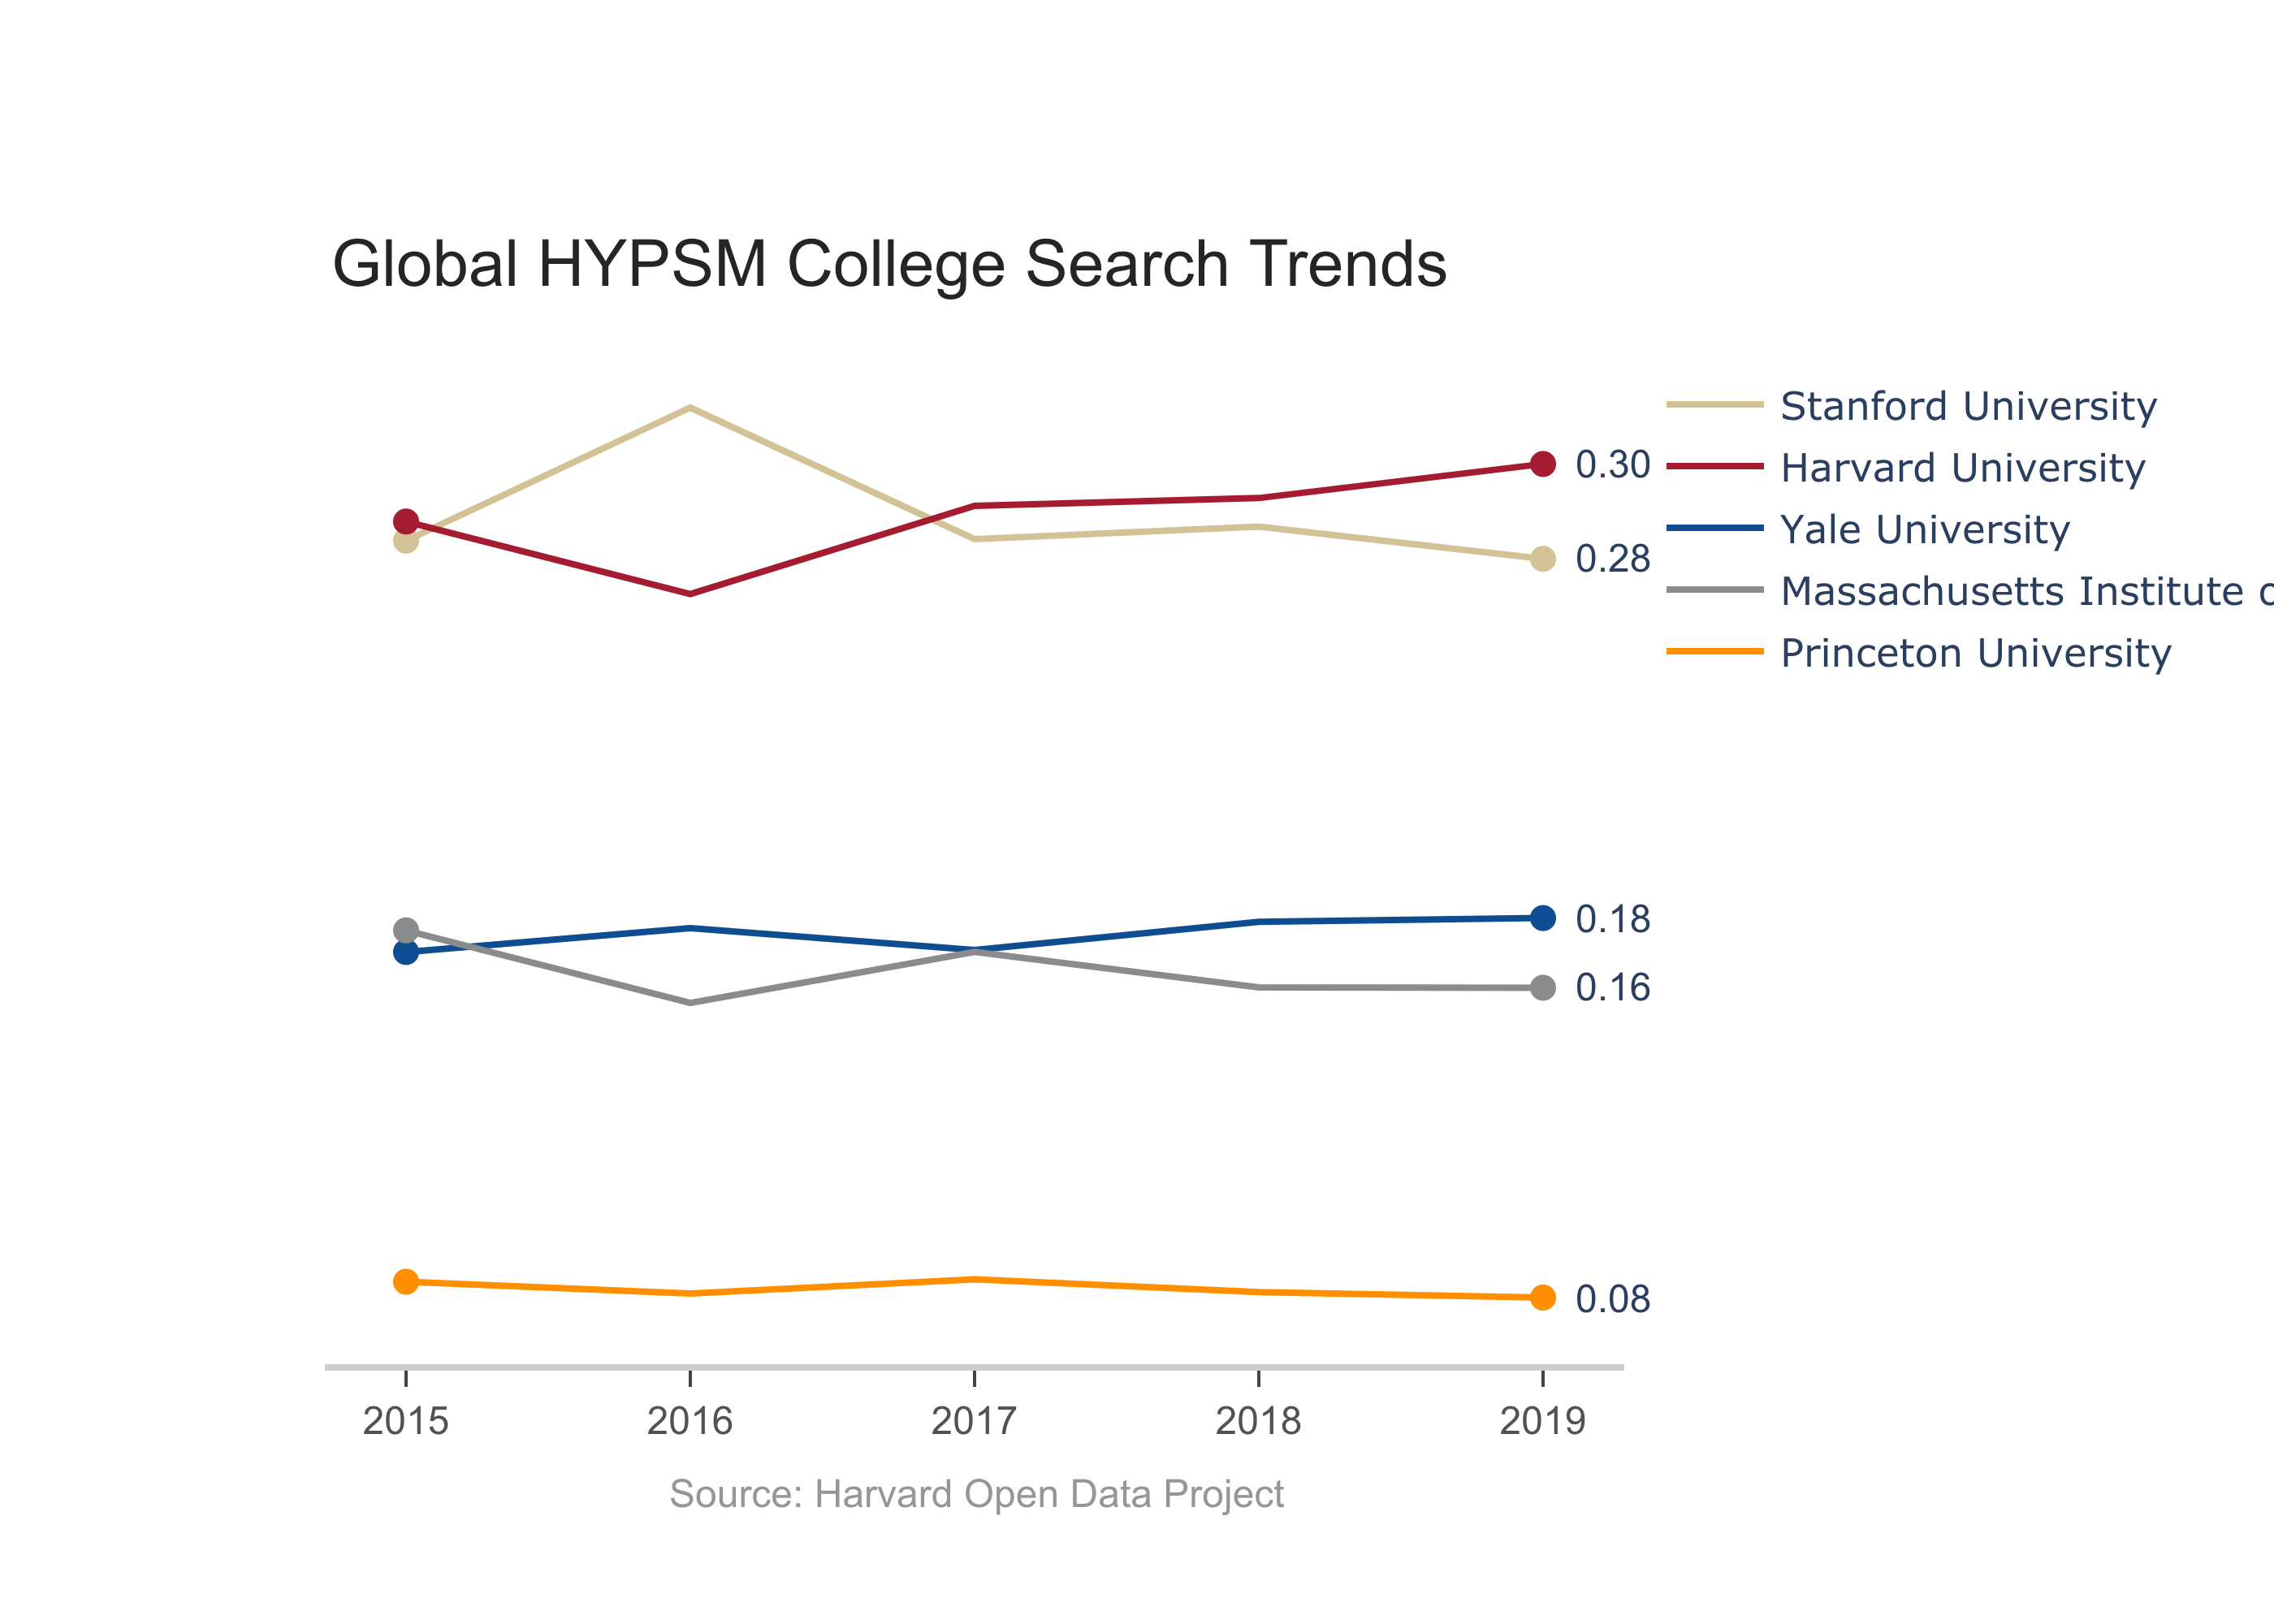 Global HYPSM College Search Trends
Stanford University
Harvard University
Yale University
Massachusetts Institute
Princeton University
0.30
0.28
0.18
0.16
0.08
2015 2016 2017 2018 2019
Source: Harvard Open Data Project